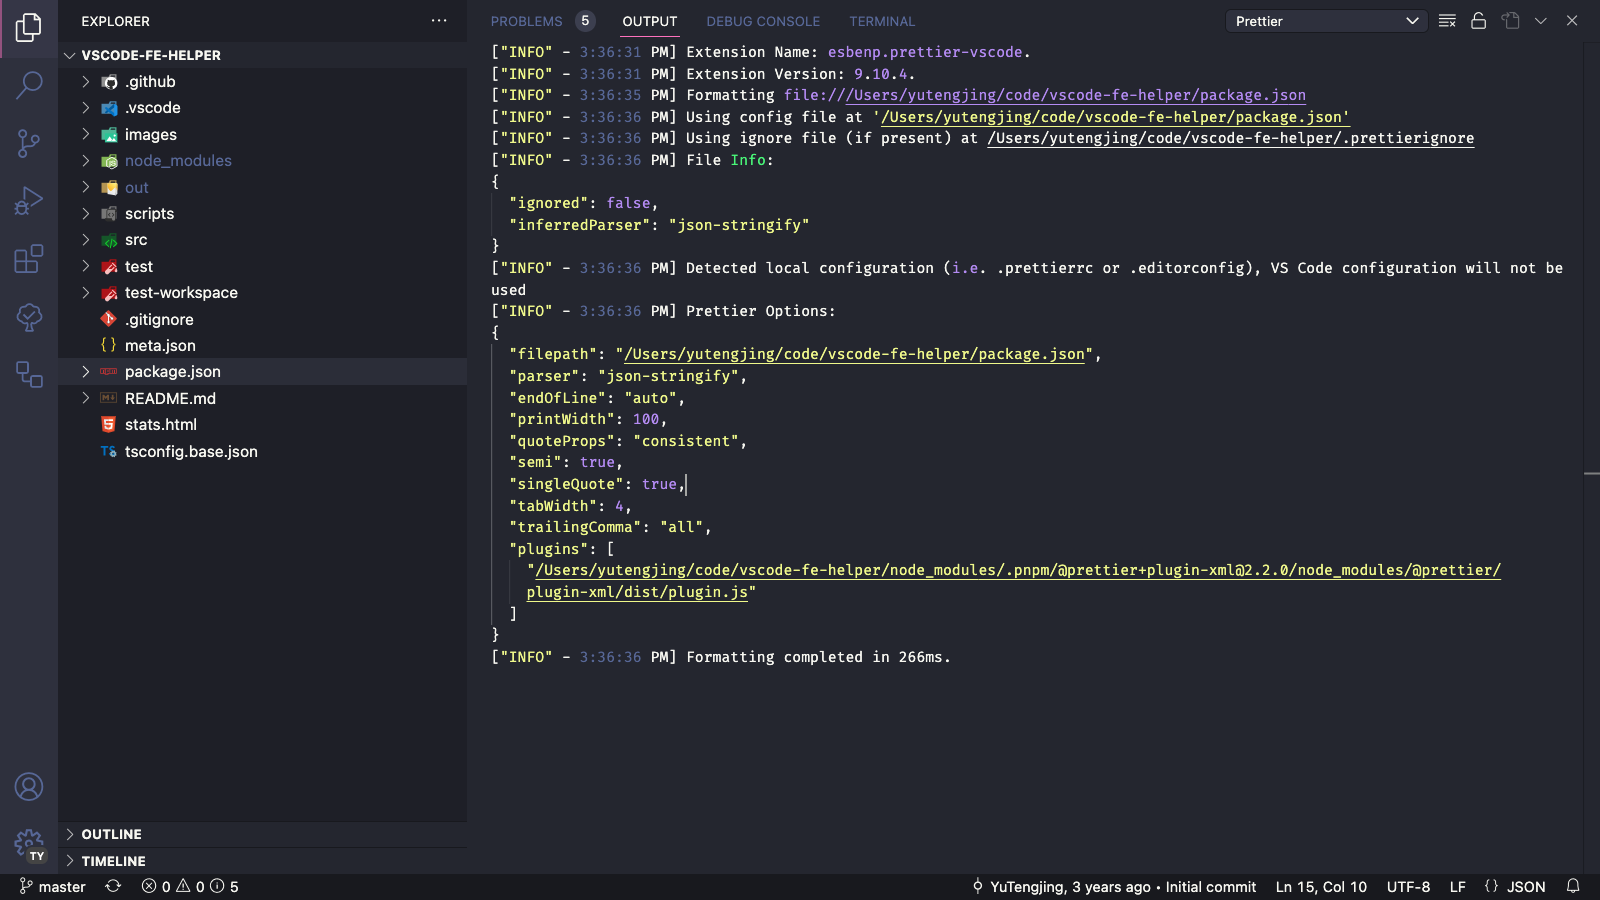 EXPLORER
VSCODE-FE-HELPER
.github
.vscode
images
node_modules
out
scripts
src
test
test-workspace
.gitignore
meta.json
package.json
README.md
stats.html
TS tsconfig.base.json
OUTLINE
TIMELINE
TY
PROBLEMS 5 OUTPUT DEBUG CONSOLE TERMINAL Prettier
["INFO" - 3:36:31 PM] Extension Name: esbenp.prettier-vscode.
["INFO" - 3:36:31 PM] Extension Version: 9.10.4.
["INFO" - 3:36:35 PM] Formatting file:///Users/yutengjing/code/vscode-fe-helper/package.json
["INFO" - 3:36:36 PM] Using config file at '/Users/yutengjing/code/vscode-fe-helper/package.json'
["INFO" - 3:36:36 PM] Using ignore file (if present) at /Users/yutengjing/code/vscode-fe-helper/.prettierignore
["INFO" - 3:36:36 PM] File Info:
{
"ignored": false,
"inferredParser": "json-stringify"
}
["INFO" - 3:36:36 PM] Detected local configuration (i.e. .prettierrc or .editorconfig), VS Code configuration will not be
used
["INFO" - 3:36:36 PM] Prettier Options:
{
"filepath": "/Users/yutengjing/code/vscode-fe-helper/package.json",
"parser": "json-stringify",
"endOfLine": "auto",
"printWidth": 100,
"quoteProps": "consistent",
"semi": true,
"singleQuote": true,
"tabWidth": 4,
"trailingComma": "all",
"plugins": [
"/Users/yutengjing/code/vscode-fe-helper/node_modules/.pnpm/@prettier+plugin-xml@2.2.0/node_modules/@prettier/
plugin-xml/dist/plugin.js"
]
}
["INFO" - 3:36:36 PM] Formatting completed in 266ms.
master 0 0 5 YuTengjing, 3 years ago • Initial commit Ln 15, Col 10 UTF-8 LF {} JSON